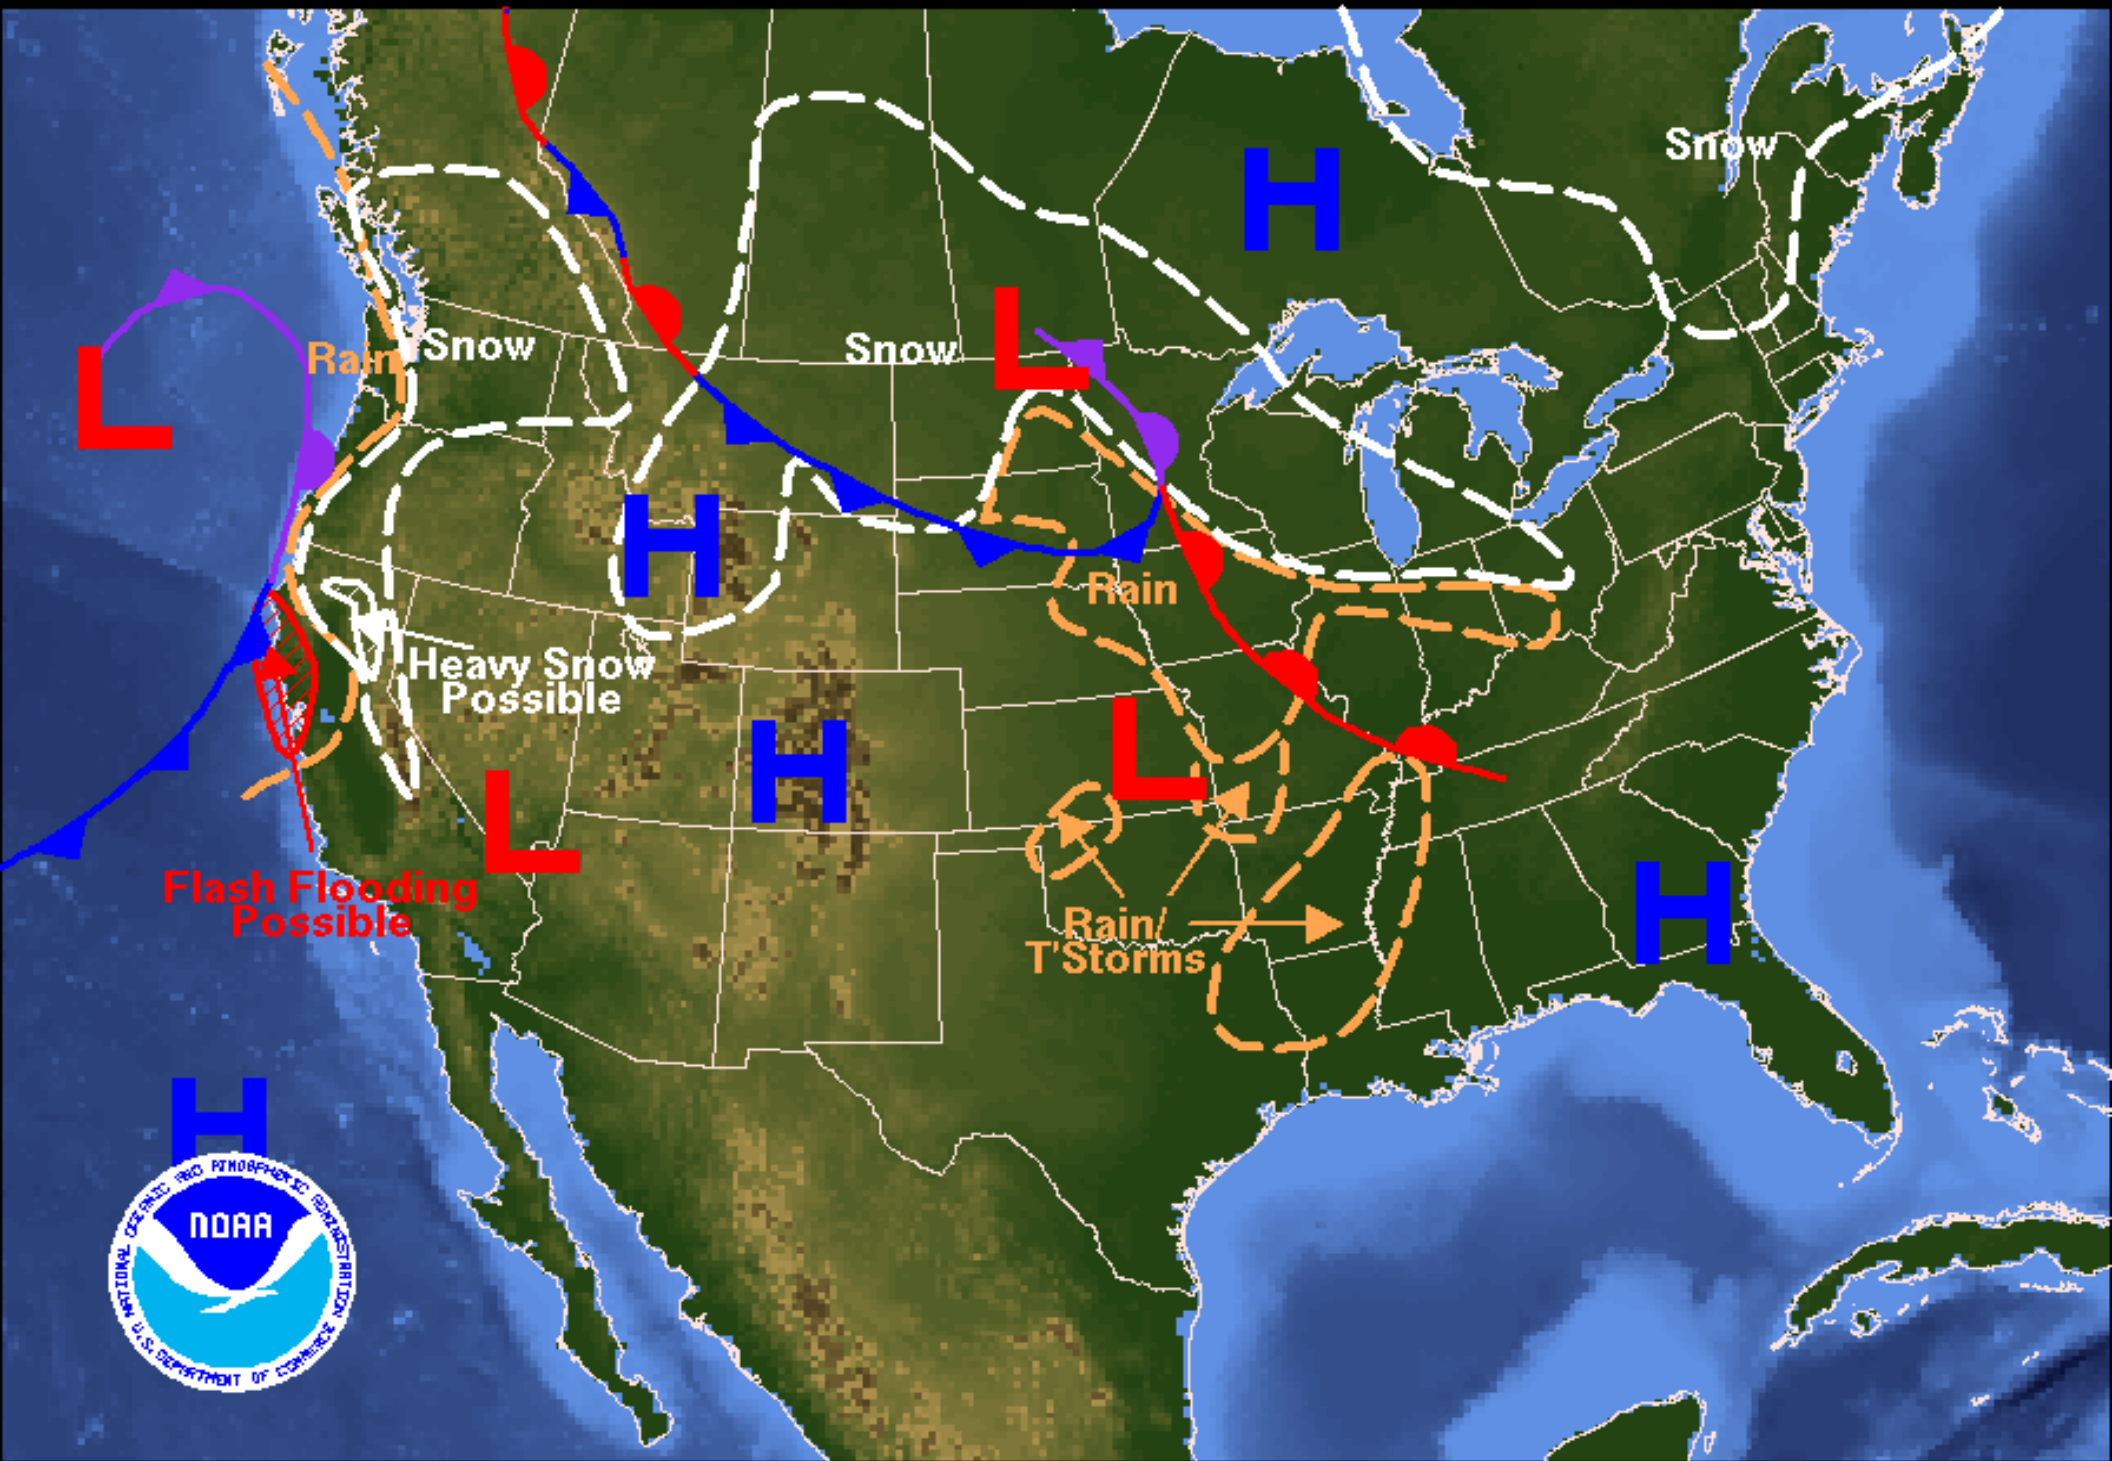 Snow
H
L
Snow
Rain
Snow
L
H
Rain
Heavy Snow
Possible
L
H
L
Flash Flooding
Possible
Rain/
T'Storms
H
H
NATIONAL OCEANIC AND ATMOSPHERIC ADMINISTRATION
NOAA
U.S. DEPARTMENT OF COMMERCE